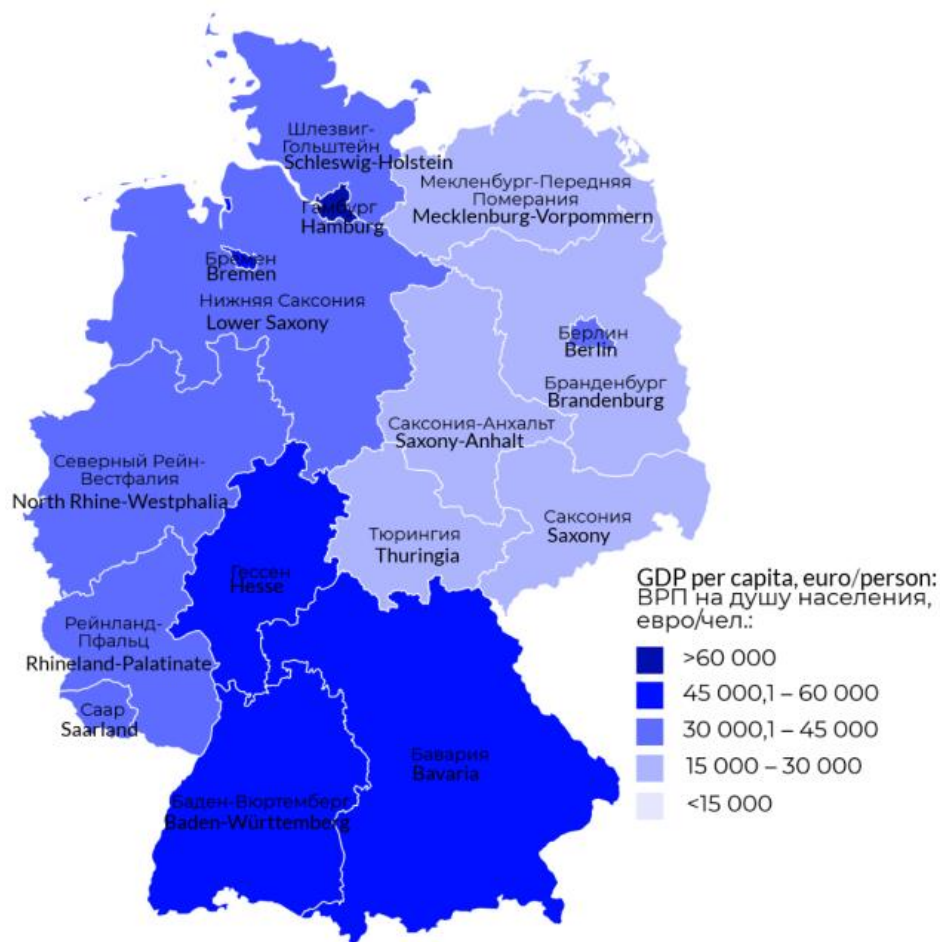 Шлезвиг-
Гольштейн
Schleswig-Holstein
Мекленбург-Передняя
Померания
Mecklenburg-Vorpommern
Гамбург
Hamburg
Бремен
Bremen
Нижняя Саксония
Lower Saxony
Берлин
Berlin
Бранденбург
Brandenburg
Саксония-Анхальт
Saxony-Anhalt
Северный Рейн-
Вестфалия
North Rhine-Westphalia
Саксония
Saxony
Тюрингия
Thuringia
Гессен
Hesse
Рейнланд-
Пфальц
Rhineland-Palatinate
Саар
Saarland
Бавария
Bavaria
Баден-Вюртемберг
Baden-Württemberg
GDP per capita, euro/person:
ВРП на душу населения,
евро/чел.:
>60 000
45 000,1 – 60 000
30 000,1 – 45 000
15 000 – 30 000
<15 000